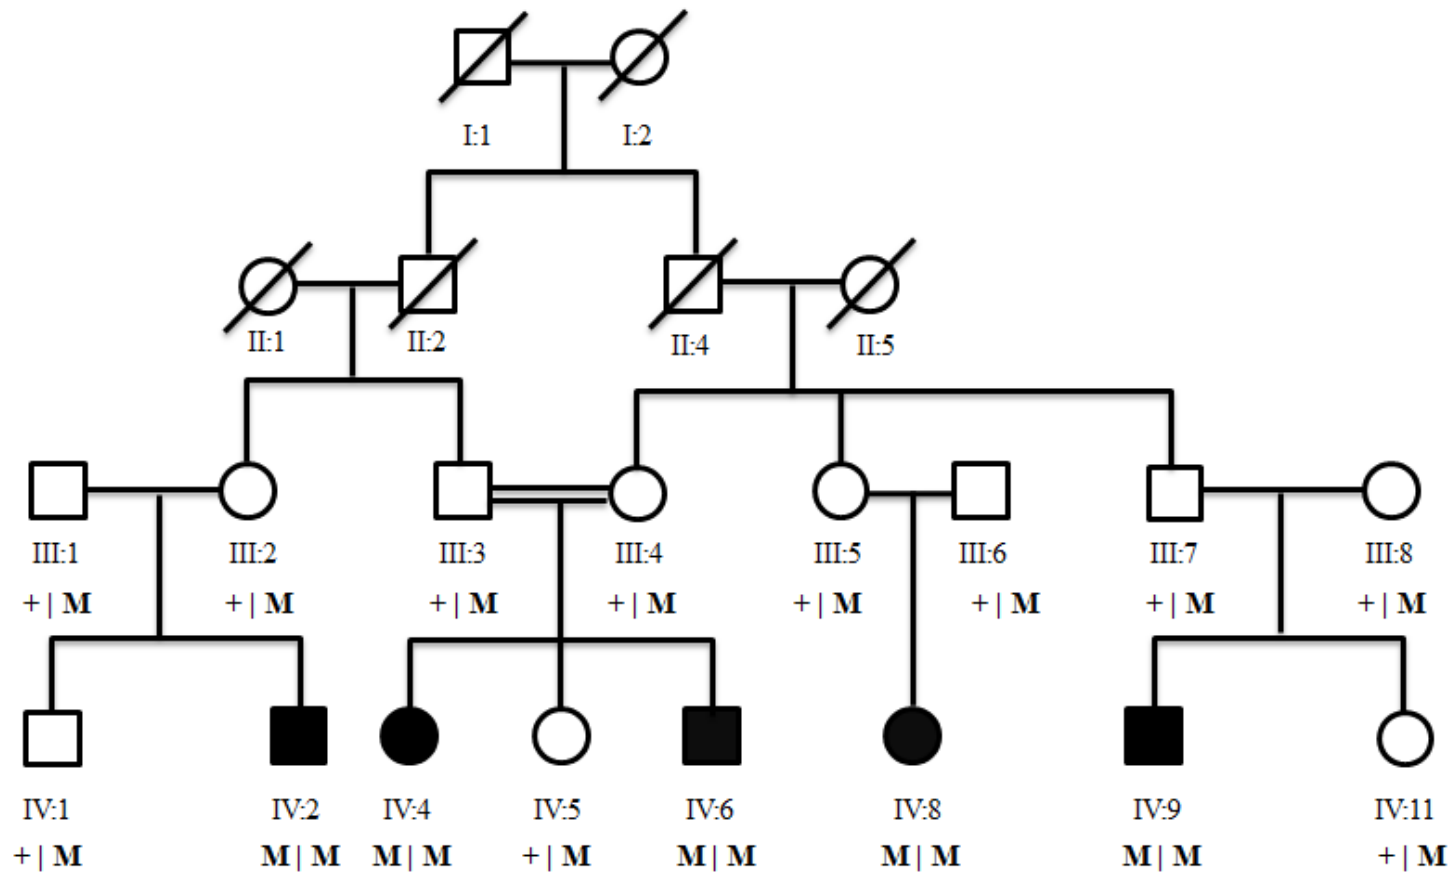 I:1 I:2
II:1 II:2 II:4 II:5
III:1 III:2 III:3 III:4 III:5 III:6 III:7 III:8
+ | M + | M + | M + | M + | M + | M + | M + | M
IV:1 IV:2 IV:4 IV:5 IV:6 IV:8 IV:9 IV:11
+ | M M | M M | M + | M M | M M | M M | M + | M